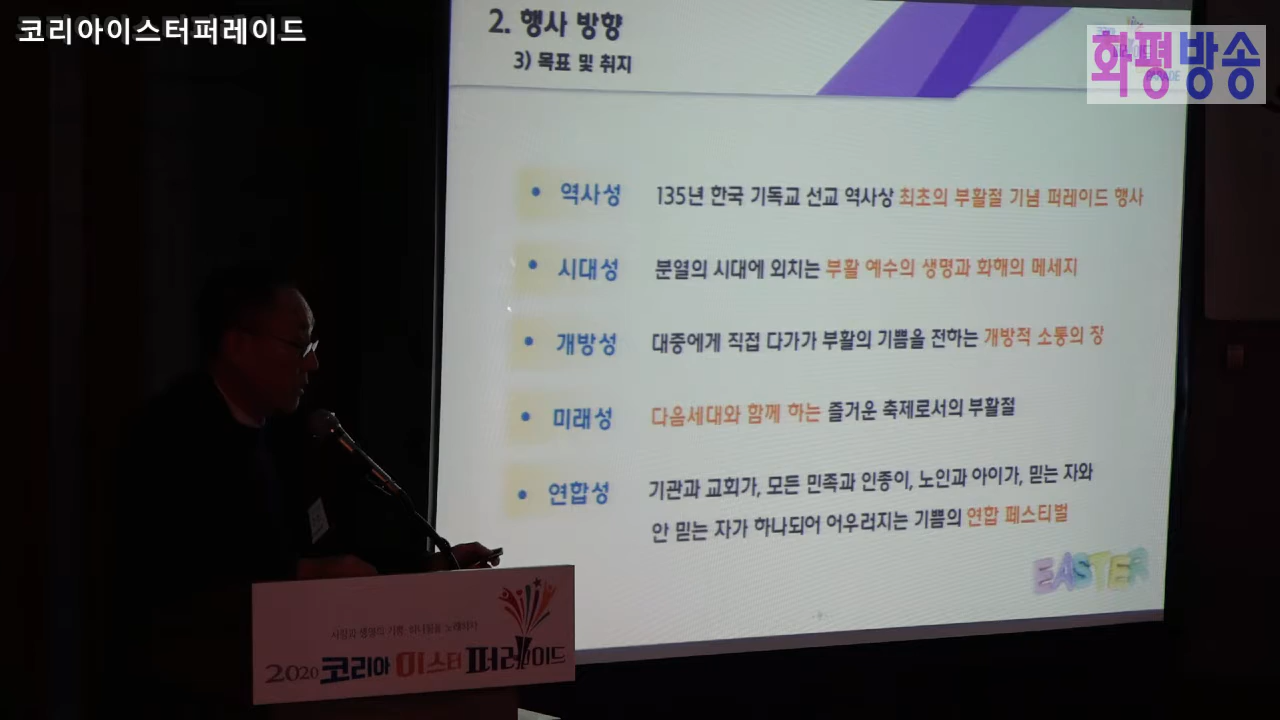 코리아이스터퍼레이드
화평방송
2. 행사 방향
3) 목표 및 취지
• 역사성 135년 한국 기독교 선교 역사상 최초의 부활절 기념 퍼레이드 행사
• 시대성 분열의 시대에 외치는 부활 예수의 생명과 화해의 메세지
• 개방성 대중에게 직접 다가가 부활의 기쁨을 전하는 개방적 소통의 장
• 미래성 다음세대와 함께 하는 즐거운 축제로서의 부활절
• 연합성 기관과 교회가, 모든 민족과 인종이, 노인과 아이가, 믿는 자와
안 믿는 자가 하나되어 어우러지는 기쁨의 연합 페스티벌
EASTER
2020 코리아 이스터 퍼레이드